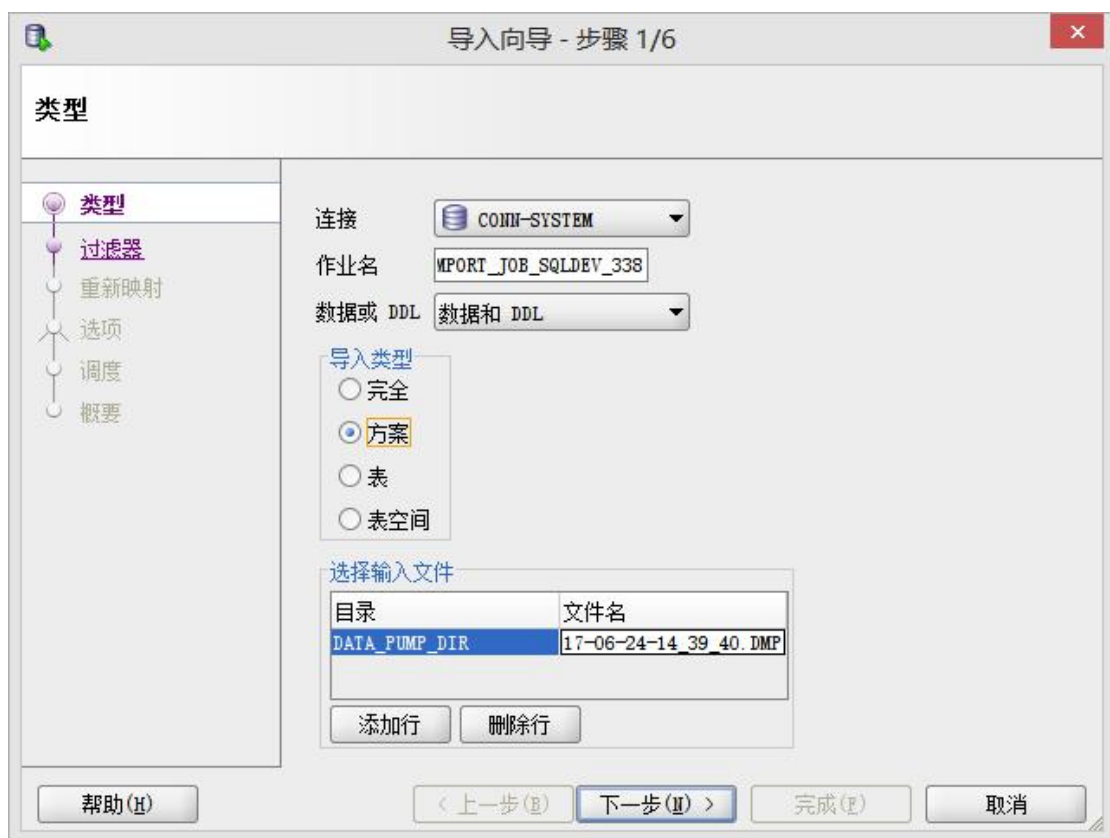 导入向导 - 步骤 1/6
类型
类型
过滤器
重新映射
选项
调度
概要
连接 CONN-SYSTEM
作业名 MPORT_JOB_SQLDEV_338
数据或 DDL 数据和 DDL
导入类型
完全
方案
表
表空间
选择输入文件
目录 文件名
DATA_PUMP_DIR 17-06-24-14_39_40.DMP
添加行 删除行
帮助(H) < 上一步(B) 下一步(N) > 完成(F) 取消